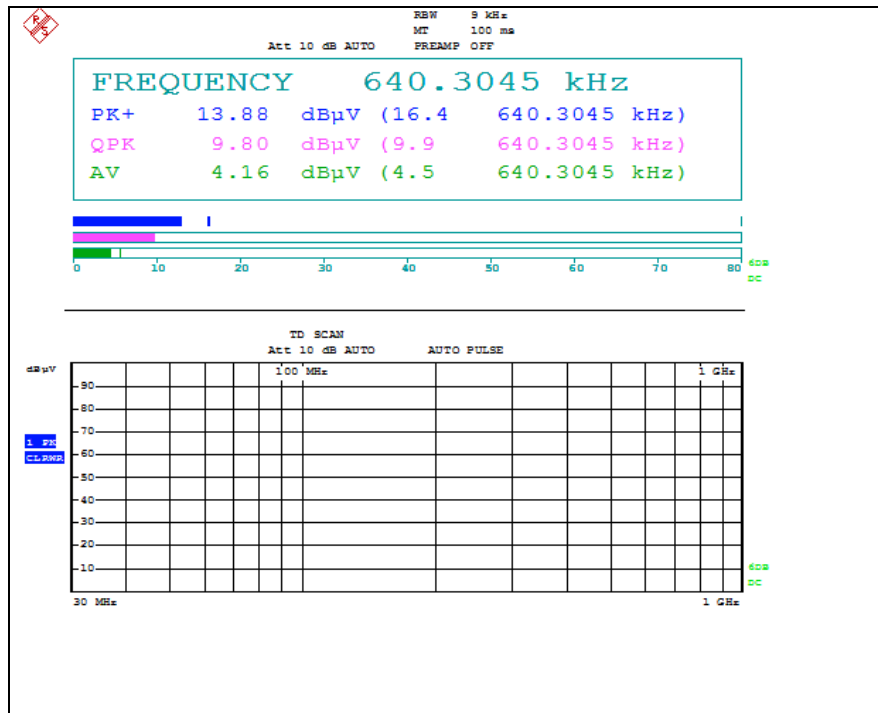 RBW 9 kHz
MT 100 ms
Att 10 dB AUTO PREAMP OFF
FREQUENCY 640.3045 kHz
PK+ 13.88 dBµV (16.4 640.3045 kHz)
QPK 9.80 dBµV (9.9 640.3045 kHz)
AV 4.16 dBµV (4.5 640.3045 kHz)
0 10 20 30 40 50 60 70 80
6DB
DC
TD SCAN
Att 10 dB AUTO AUTO PULSE
dBµV
100 MHz 1 GHz
90
80
70
1 PK
60
CLRWR
50
40
30
20
10
6DB
DC
30 MHz 1 GHz
R S